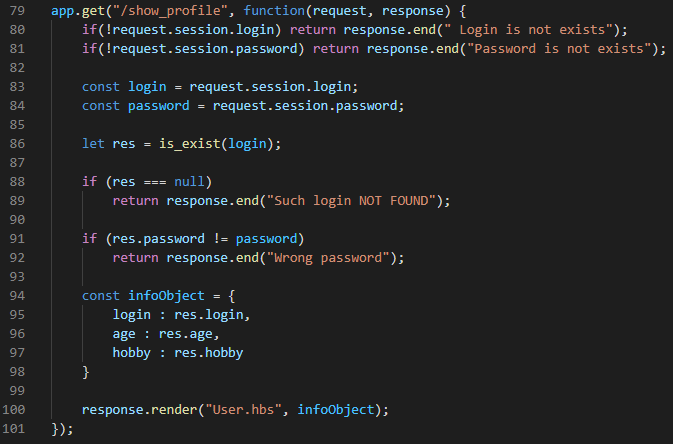 79 app.get("/show_profile", function(request, response) {
80     if(!request.session.login) return response.end(" Login is not exists");
81     if(!request.session.password) return response.end("Password is not exists");
82
83     const login = request.session.login;
84     const password = request.session.password;
85
86     let res = is_exist(login);
87
88     if (res === null)
89         return response.end("Such login NOT FOUND");
90
91     if (res.password != password)
92         return response.end("Wrong password");
93
94     const infoObject = {
95         login : res.login,
96         age : res.age,
97         hobby : res.hobby
98     }
99
100     response.render("User.hbs", infoObject);
101 });